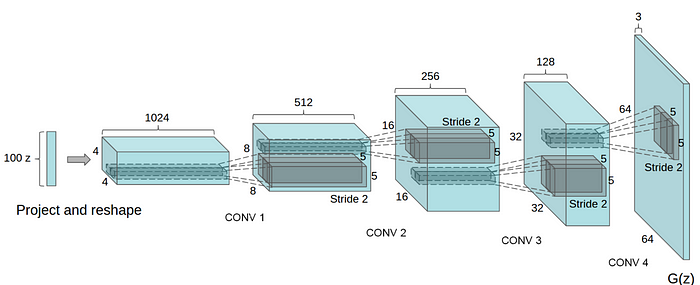 100 z
Project and reshape
1024
4
4
CONV 1
512
8
8
5
5
Stride 2
CONV 2
256
16
16
Stride 2
5
5
CONV 3
128
32
32
5
5
Stride 2
CONV 4
3
64
64
5
5
Stride 2
G(z)